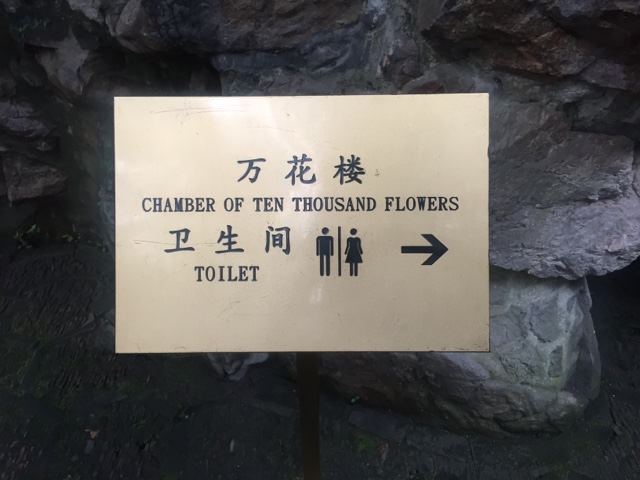 万花楼
CHAMBER OF TEN THOUSAND FLOWERS
卫生间
TOILET